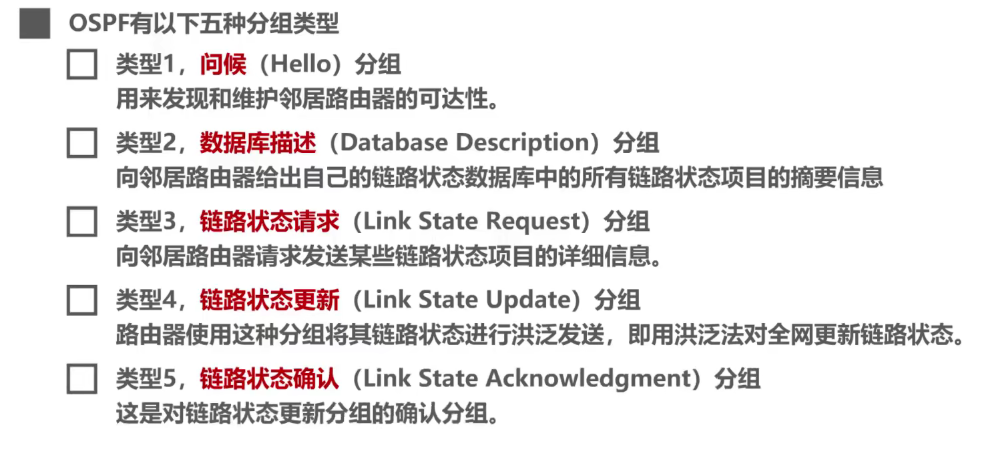 OSPF有以下五种分组类型
类型1，问候（Hello）分组
用来发现和维护邻居路由器的可达性。
类型2，数据库描述（Database Description）分组
向邻居路由器给出自己的链路状态数据库中的所有链路状态项目的摘要信息
类型3，链路状态请求（Link State Request）分组
向邻居路由器请求发送某些链路状态项目的详细信息。
类型4，链路状态更新（Link State Update）分组
路由器使用这种分组将其链路状态进行洪泛发送，即用洪泛法对全网更新链路状态。
类型5，链路状态确认（Link State Acknowledgment）分组
这是对链路状态更新分组的确认分组。